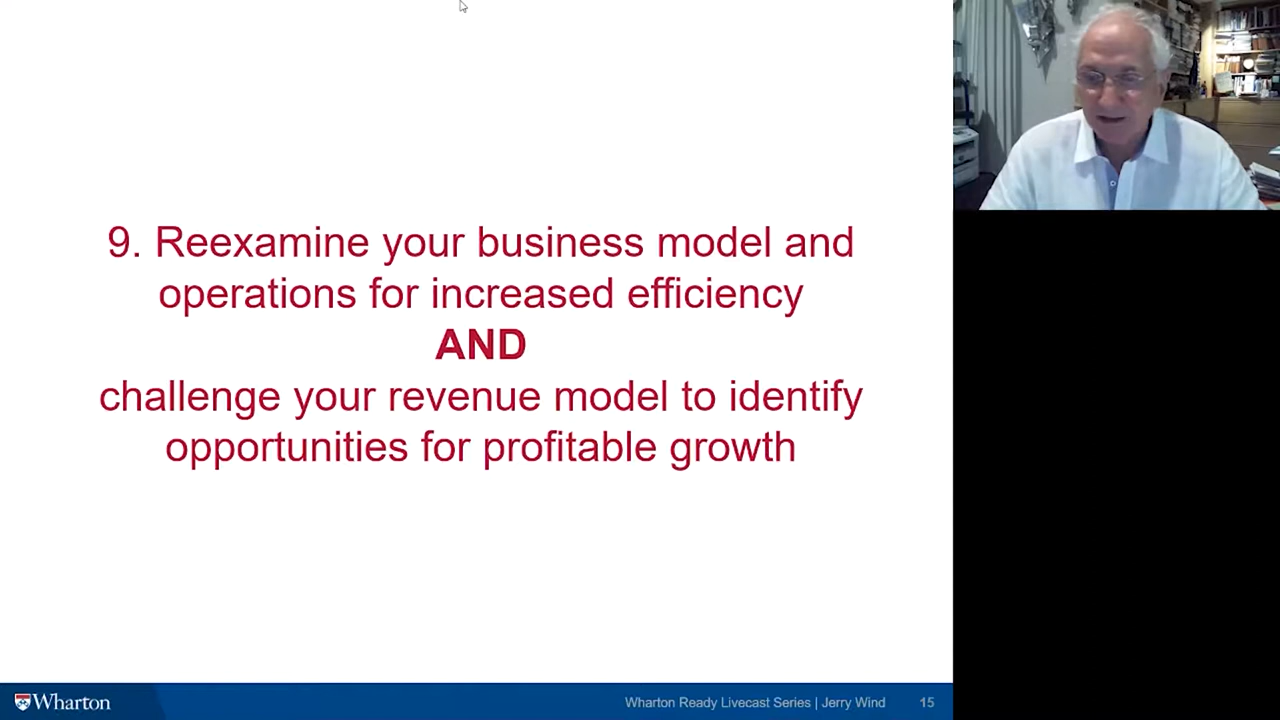 9. Reexamine your business model and
operations for increased efficiency
AND
challenge your revenue model to identify
opportunities for profitable growth
Wharton
Wharton Ready Livecast Series | Jerry Wind
15